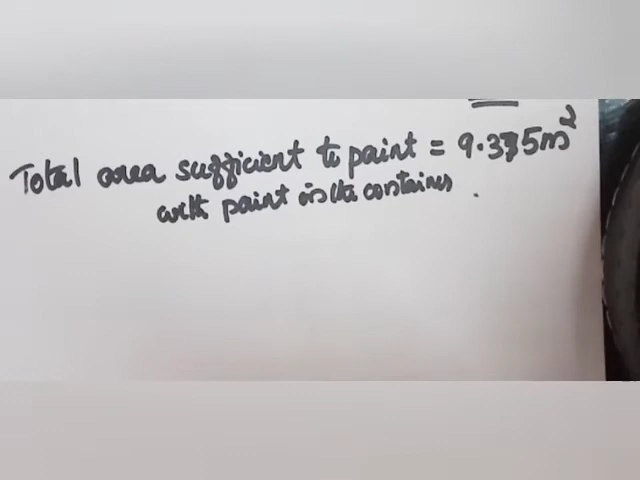 Total area sufficient to paint = 9.375m²
with paint in the container .